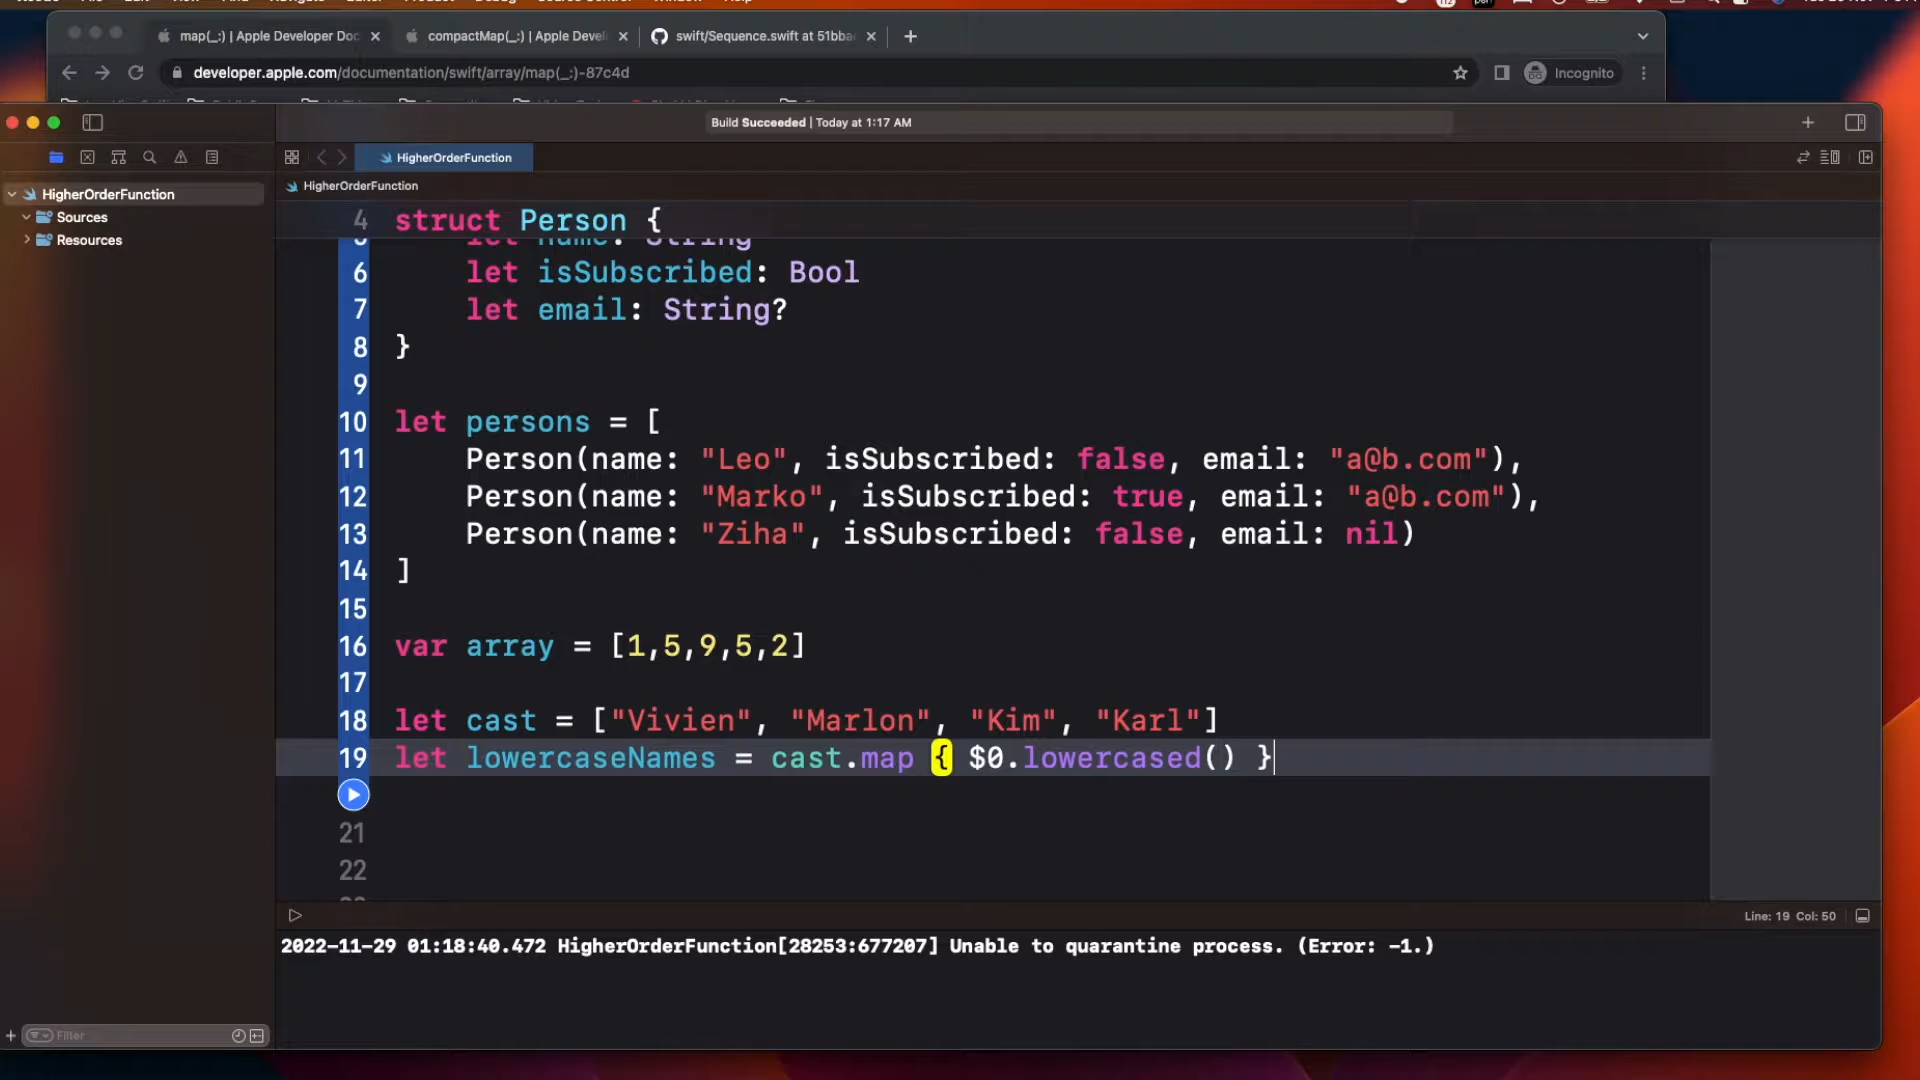 map(_:) | Apple Developer Doc
compactMap(_:) | Apple Devel
swift/Sequence.swift at 51bba
developer.apple.com/documentation/swift/array/map(_:)-87c4d
Incognito
Build Succeeded | Today at 1:17 AM
HigherOrderFunction
HigherOrderFunction
HigherOrderFunction
Sources
Resources
4 struct Person {
5 let name: String
6 let isSubscribed: Bool
7 let email: String?
8 }
9
10 let persons = [
11 Person(name: "Leo", isSubscribed: false, email: "a@b.com"),
12 Person(name: "Marko", isSubscribed: true, email: "a@b.com"),
13 Person(name: "Ziha", isSubscribed: false, email: nil)
14 ]
15
16 var array = [1,5,9,5,2]
17
18 let cast = ["Vivien", "Marlon", "Kim", "Karl"]
19 let lowercaseNames = cast.map { $0.lowercased() }
21
22
Line: 19 Col: 50
2022-11-29 01:18:40.472 HigherOrderFunction[28253:677207] Unable to quarantine process. (Error: -1.)
Filter